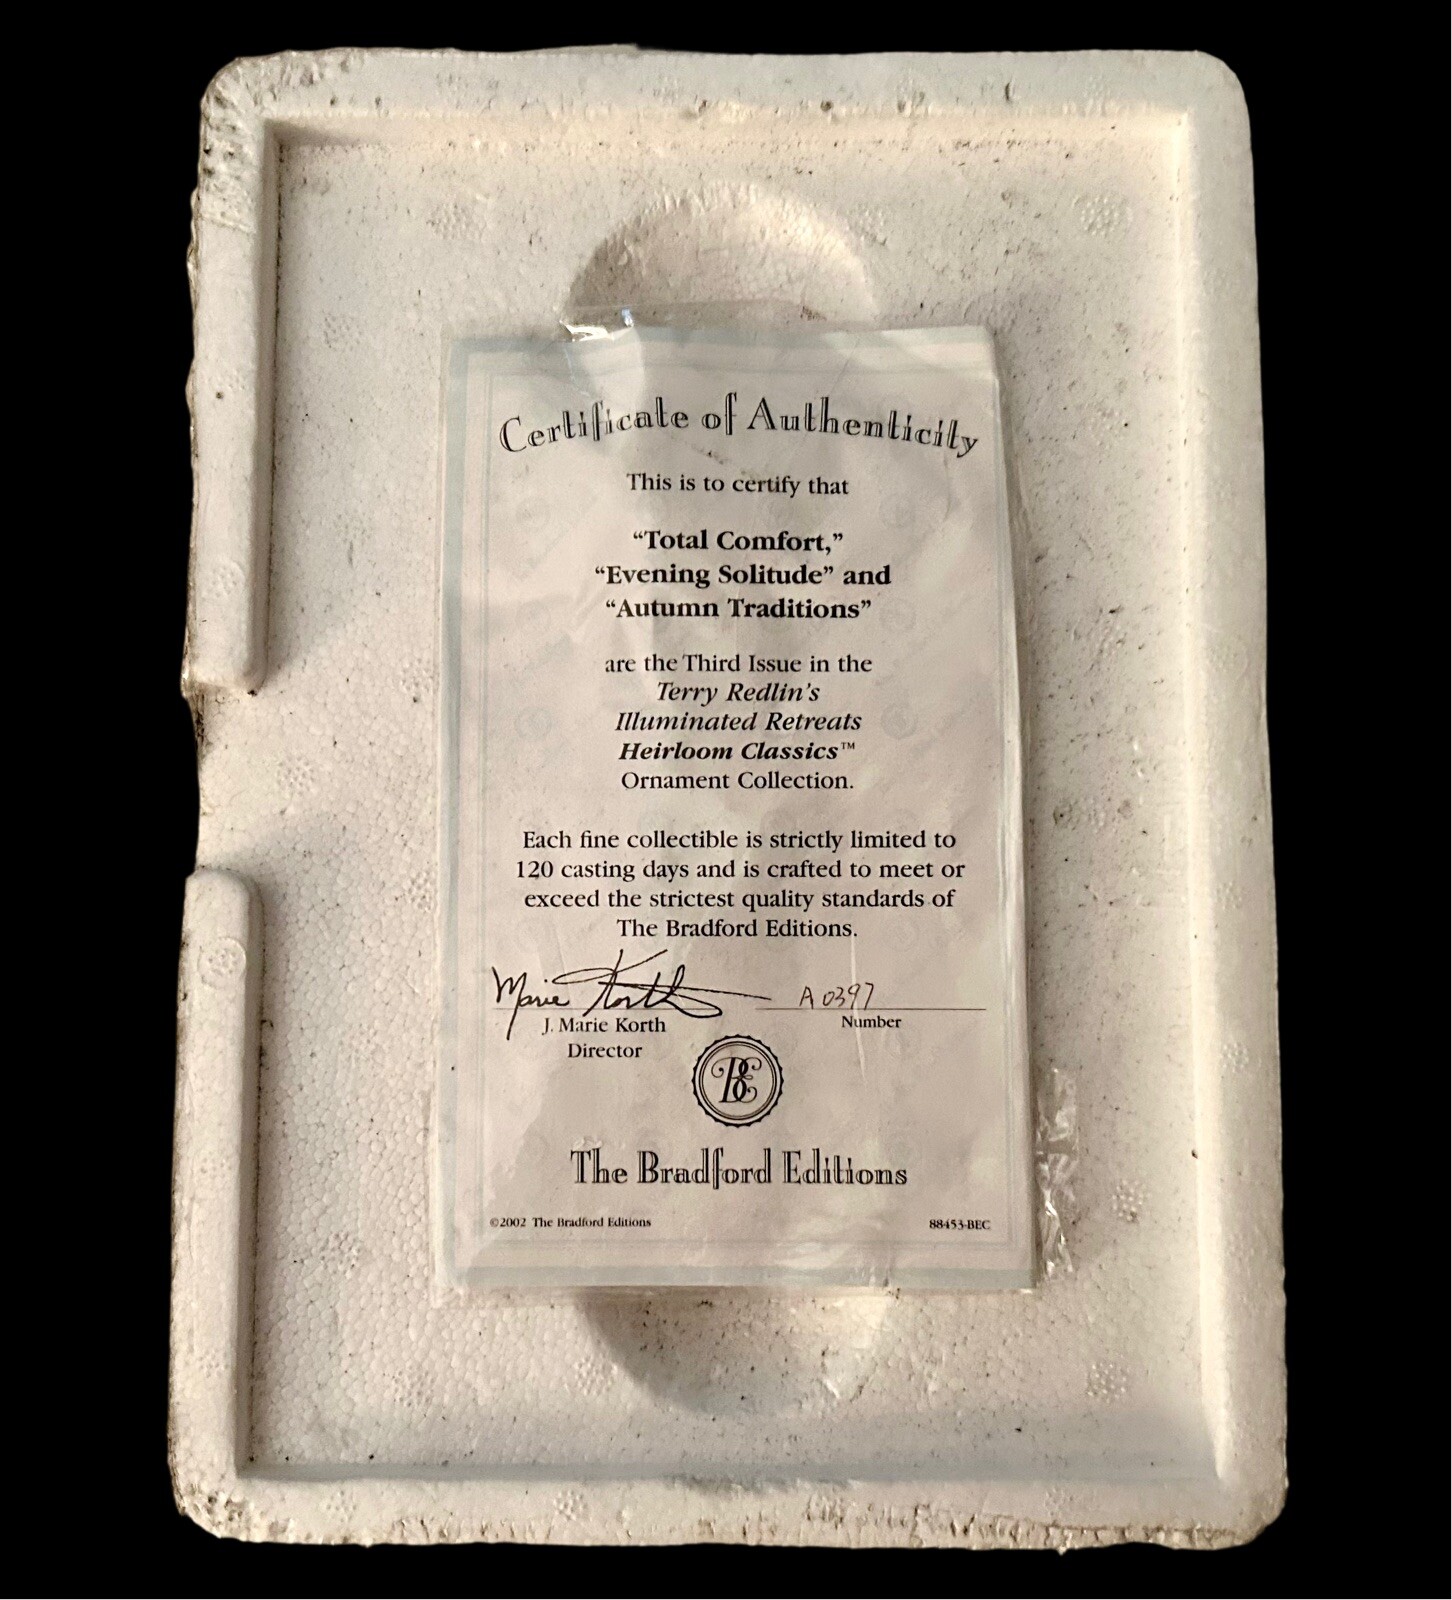 Certificate of Authenticity
This is to certify that
“Total Comfort,”
“Evening Solitude” and
“Autumn Traditions”
are the Third Issue in the
Terry Redlin's
Illuminated Retreats
Heirloom Classics™
Ornament Collection.
Each fine collectible is strictly limited to
120 casting days and is crafted to meet or
exceed the strictest quality standards of
The Bradford Editions.
Marie Korth A0397
J. Marie Korth Number
Director
BE
The Bradford Editions
©2002 The Bradford Editions 88453-BEC